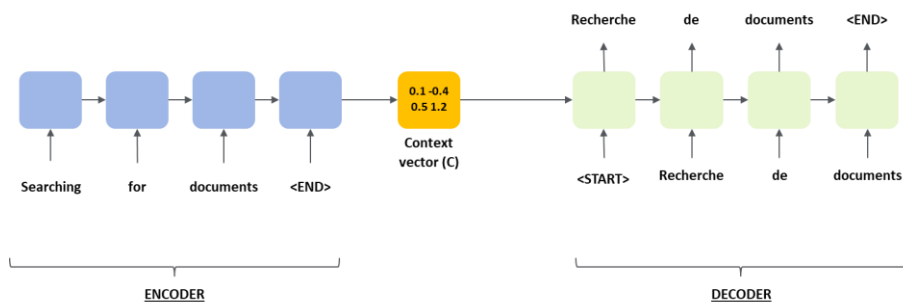 Recherche de documents <END>
0.1 -0.4
0.5 1.2
Context
vector (C)
Searching for documents <END>
<START> Recherche de documents
ENCODER
DECODER